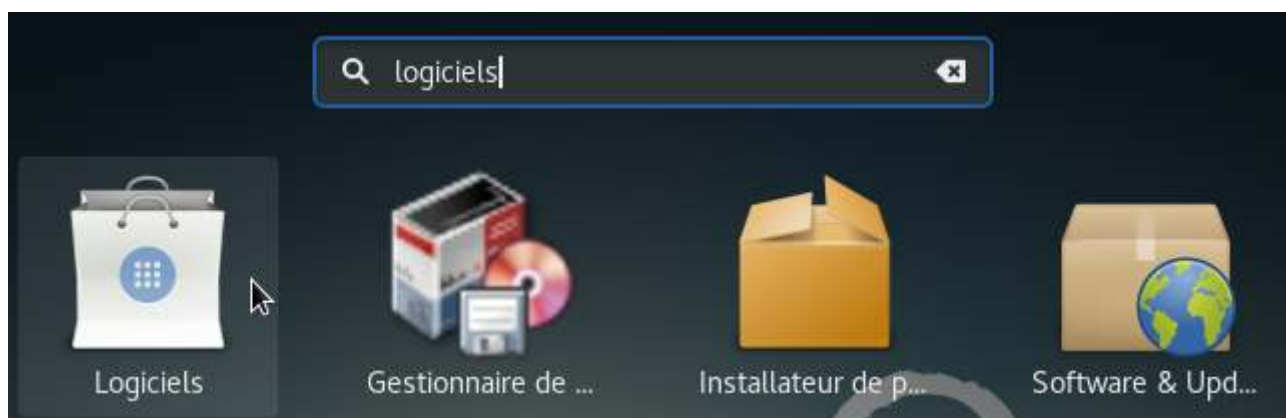 logiciels
Logiciels
Gestionnaire de ...
Installateur de p...
Software & Upd...